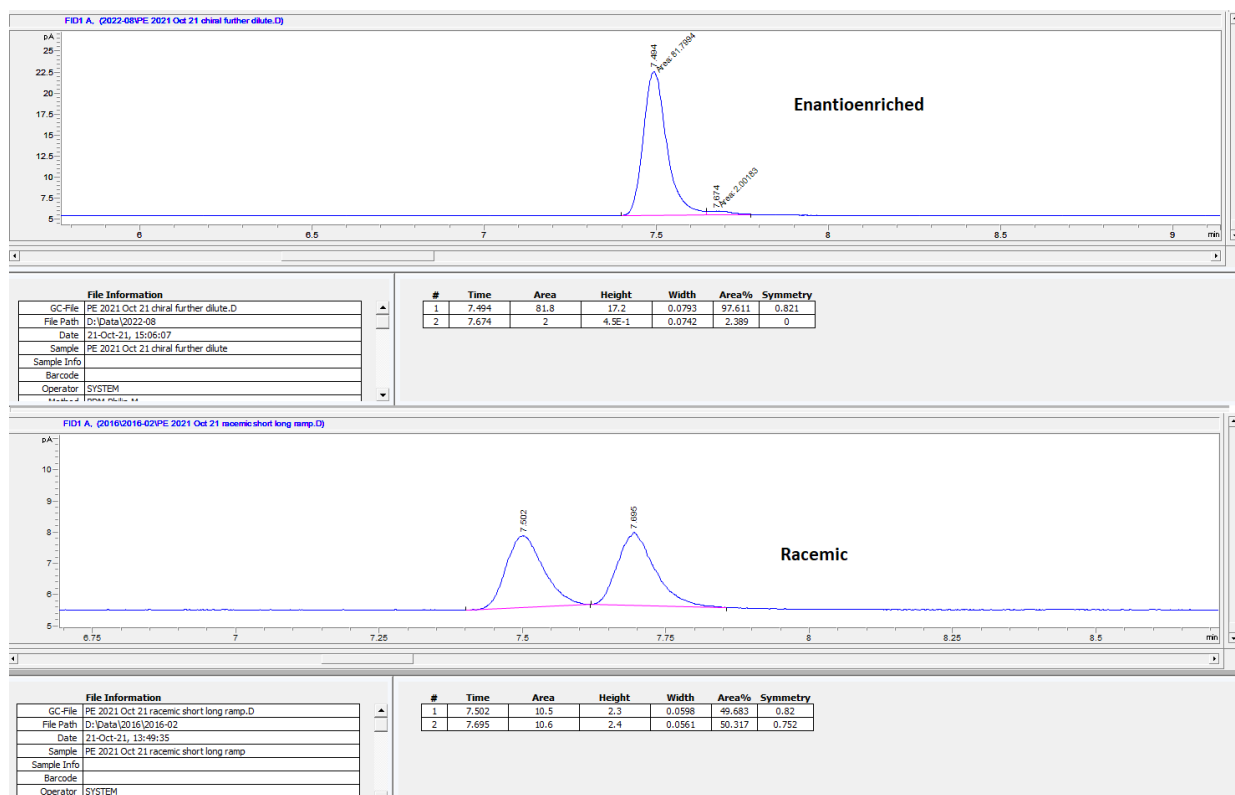 FID1 A, (2022-08\PE 2021 Oct 21 chiral further dilute.D)
pA
25
22.5
20
17.5
15
12.5
10
7.5
5
7.494
Area: 81.7994
7.674
Area: 2.00183
Enantioenriched
6 6.5 7 7.5 8 8.5 9 min
File Information
GC-File PE 2021 Oct 21 chiral further dilute.D
File Path D:\Data\2022-08
Date 21-Oct-21, 15:06:07
Sample PE 2021 Oct 21 chiral further dilute
Sample Info
Barcode
Operator SYSTEM
# Time Area Height Width Area% Symmetry
1 7.494 81.8 17.2 0.0793 97.611 0.821
2 7.674 2 4.5E-1 0.0742 2.389 0
FID1 A, (2016\2016-02\PE 2021 Oct 21 racemic short long ramp.D)
pA
10
9
8
7
6
5
7.502
7.695
Racemic
6.75 7 7.25 7.5 7.75 8 8.25 8.5 min
File Information
GC-File PE 2021 Oct 21 racemic short long ramp.D
File Path D:\Data\2016\2016-02
Date 21-Oct-21, 13:49:35
Sample PE 2021 Oct 21 racemic short long ramp
Sample Info
Barcode
Operator SYSTEM
# Time Area Height Width Area% Symmetry
1 7.502 10.5 2.3 0.0598 49.683 0.82
2 7.695 10.6 2.4 0.0561 50.317 0.752